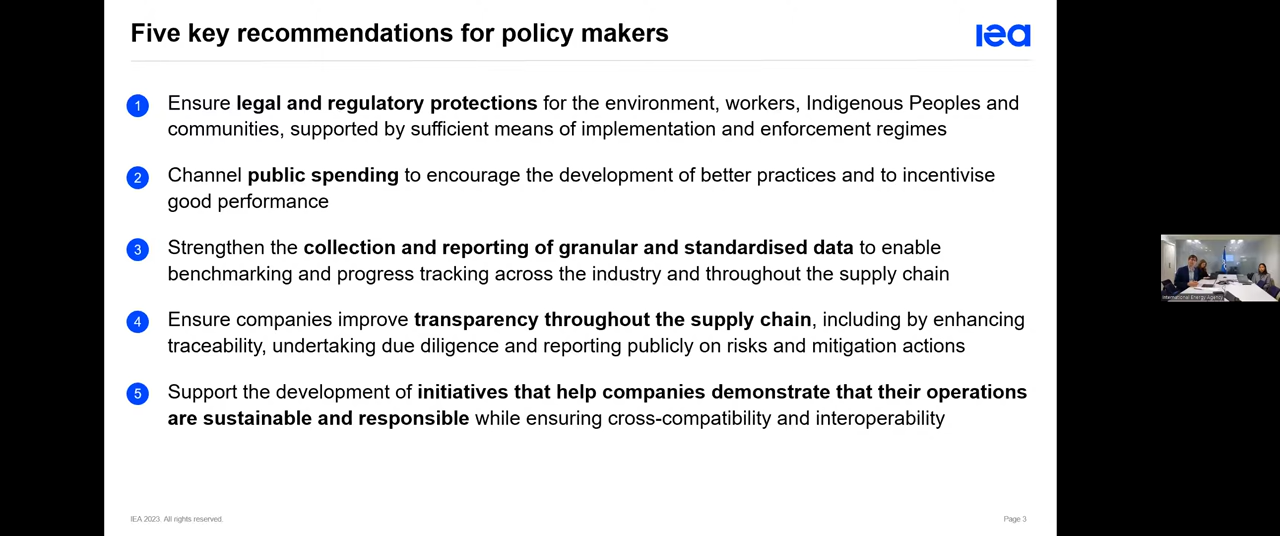 Five key recommendations for policy makers
iea
1 Ensure legal and regulatory protections for the environment, workers, Indigenous Peoples and
communities, supported by sufficient means of implementation and enforcement regimes
2 Channel public spending to encourage the development of better practices and to incentivise
good performance
3 Strengthen the collection and reporting of granular and standardised data to enable
benchmarking and progress tracking across the industry and throughout the supply chain
4 Ensure companies improve transparency throughout the supply chain, including by enhancing
traceability, undertaking due diligence and reporting publicly on risks and mitigation actions
5 Support the development of initiatives that help companies demonstrate that their operations
are sustainable and responsible while ensuring cross-compatibility and interoperability
International Energy Agency
IEA 2023. All rights reserved.
Page 3